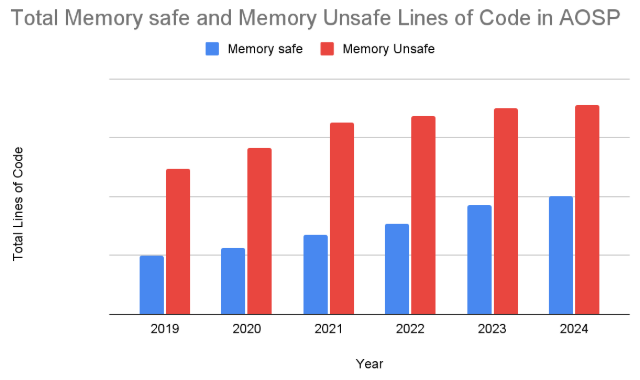 Total Memory safe and Memory Unsafe Lines of Code in AOSP
Memory safe
Memory Unsafe
Total Lines of Code
2019
2020
2021
2022
2023
2024
Year